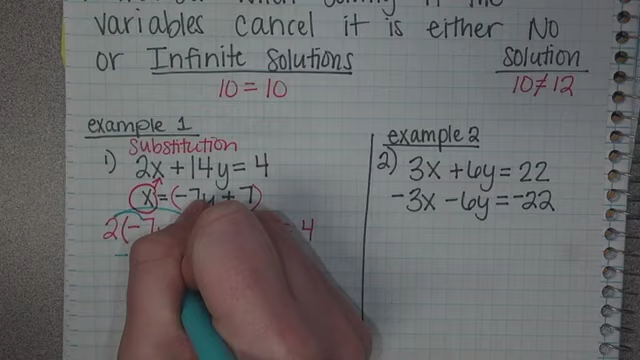 variables cancel it is either No
or Infinite Solutions
solution
10 = 10
10 ≠ 12
example 1
Substitution
1) 2x + 14y = 4
x = (-7y + 7)
2(-7y
= 4
example 2
2) 3x + 6y = 22
-3x - 6y = -22